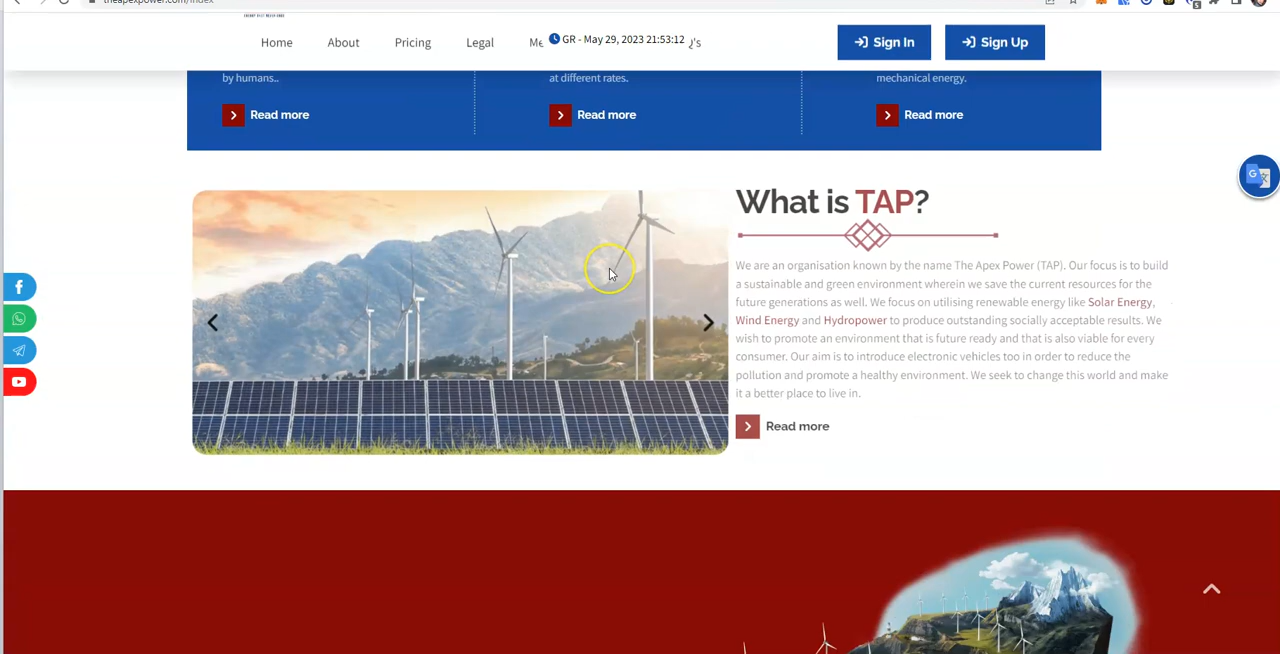 theapexpower.com/index
Home
About
Pricing
Legal
GR - May 29, 2023 21:53:12
Sign In
Sign Up
by humans..
at different rates.
mechanical energy.
Read more
Read more
Read more
What is TAP?
We are an organisation known by the name The Apex Power (TAP). Our focus is to build
a sustainable and green environment wherein we save the current resources for the
future generations as well. We focus on utilising renewable energy like Solar Energy,
Wind Energy and Hydropower to produce outstanding socially acceptable results. We
wish to promote an environment that is future ready and that is also viable for every
consumer. Our aim is to introduce electronic vehicles too in order to reduce the
pollution and promote a healthy environment. We seek to change this world and make
it a better place to live in.
Read more